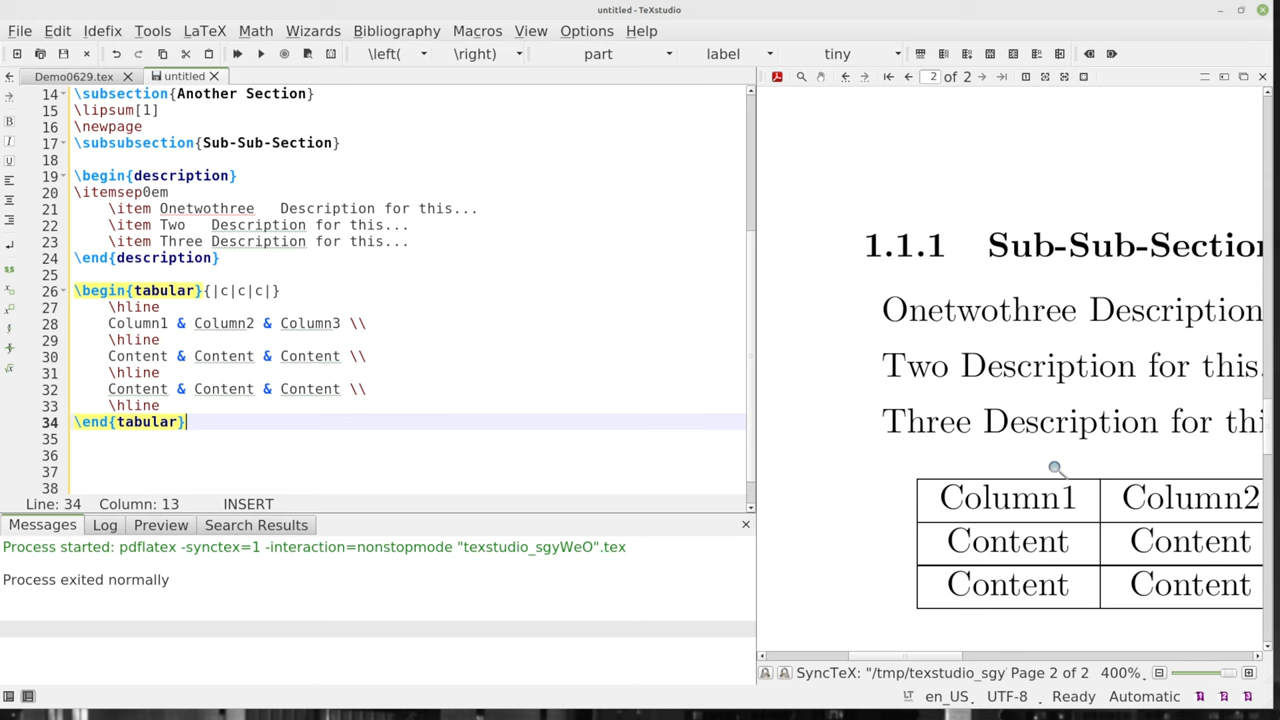 untitled - TeXstudio
File Edit Idefix Tools LaTeX Math Wizards Bibliography Macros View Options Help
\left( \right) part label tiny
Demo0629.tex untitled 2 of 2
14 \subsection{Another Section}
15 \lipsum[1]
16 \newpage
17 \subsubsection{Sub-Sub-Section}
18
19 \begin{description}
20 \itemsep0em
21 \item Onetwothree Description for this...
22 \item Two Description for this...
23 \item Three Description for this...
24 \end{description}
25
26 \begin{tabular}{|c|c|c|}
27 \hline
28 Column1 & Column2 & Column3 \\
29 \hline
30 Content & Content & Content \\
31 \hline
32 Content & Content & Content \\
33 \hline
34 \end{tabular}
35
36
37
38
Line: 34 Column: 13 INSERT
Messages Log Preview Search Results
Process started: pdflatex -synctex=1 -interaction=nonstopmode "texstudio_sgyWeO".tex
Process exited normally
1.1.1 Sub-Sub-Section
Onetwothree Description
Two Description for this.
Three Description for thi
Column1 Column2
Content Content
Content Content
SyncTeX: "/tmp/texstudio_sgy Page 2 of 2 400%
LT en_US UTF-8 Ready Automatic